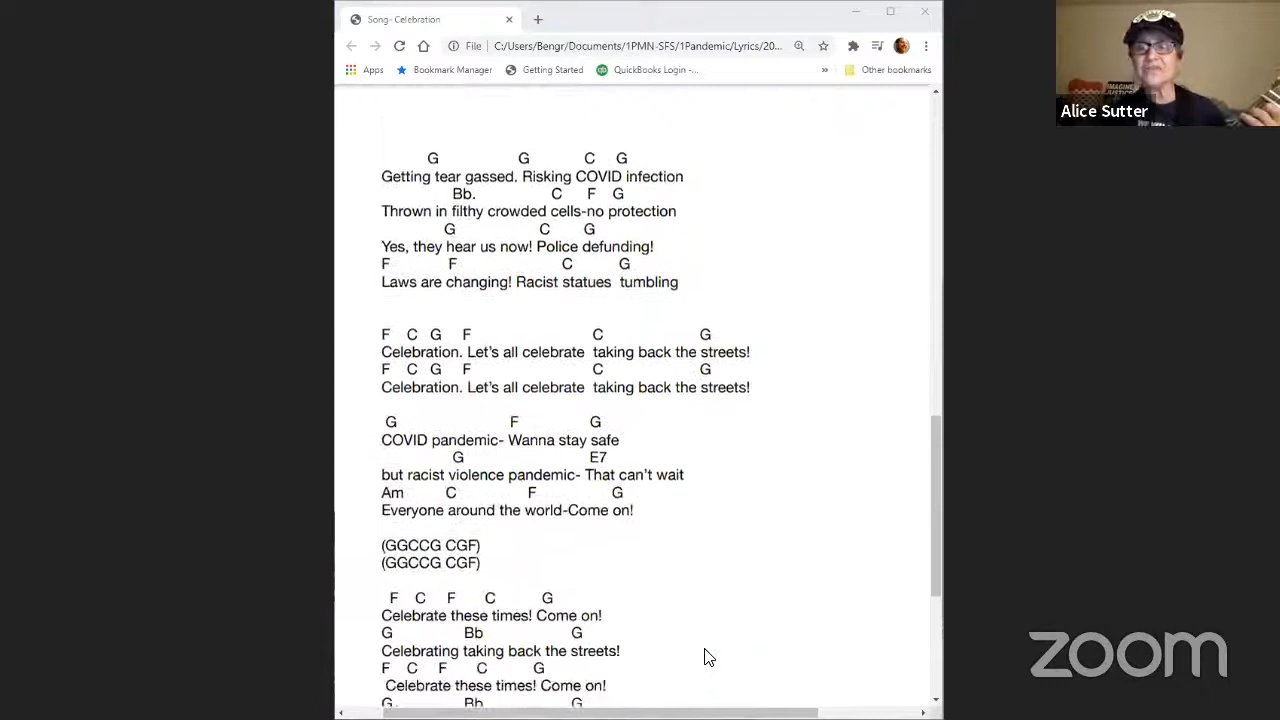 Song- Celebration
File
C:/Users/Bengr/Documents/1PMN-SFS/1Pandemic/Lyrics/20...
Apps
Bookmark Manager
Getting Started
QuickBooks Login -...
»
Other bookmarks
G G C G
Getting tear gassed. Risking COVID infection
Bb. C F G
Thrown in filthy crowded cells-no protection
G C G
Yes, they hear us now! Police defunding!
F F C G
Laws are changing! Racist statues tumbling
F C G F C G
Celebration. Let's all celebrate taking back the streets!
F C G F C G
Celebration. Let's all celebrate taking back the streets!
G F G
COVID pandemic- Wanna stay safe
G E7
but racist violence pandemic- That can't wait
Am C F G
Everyone around the world-Come on!
(GGCCG CGF)
(GGCCG CGF)
F C F C G
Celebrate these times! Come on!
G Bb G
Celebrating taking back the streets!
F C F C G
Celebrate these times! Come on!
G. Bb G
Alice Sutter
IMAGINE
JUSTICE
zoom